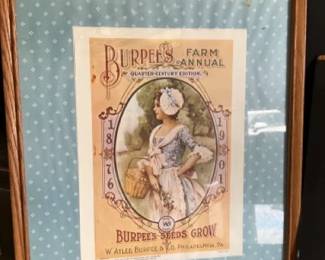 BURPEE'S FARM
ANNUAL
QUARTER-CENTURY EDITION.
1876 1901
BURPEE'S SEEDS GROW
W. ATLEE BURPEE & CO. PHILADELPHIA, PA.